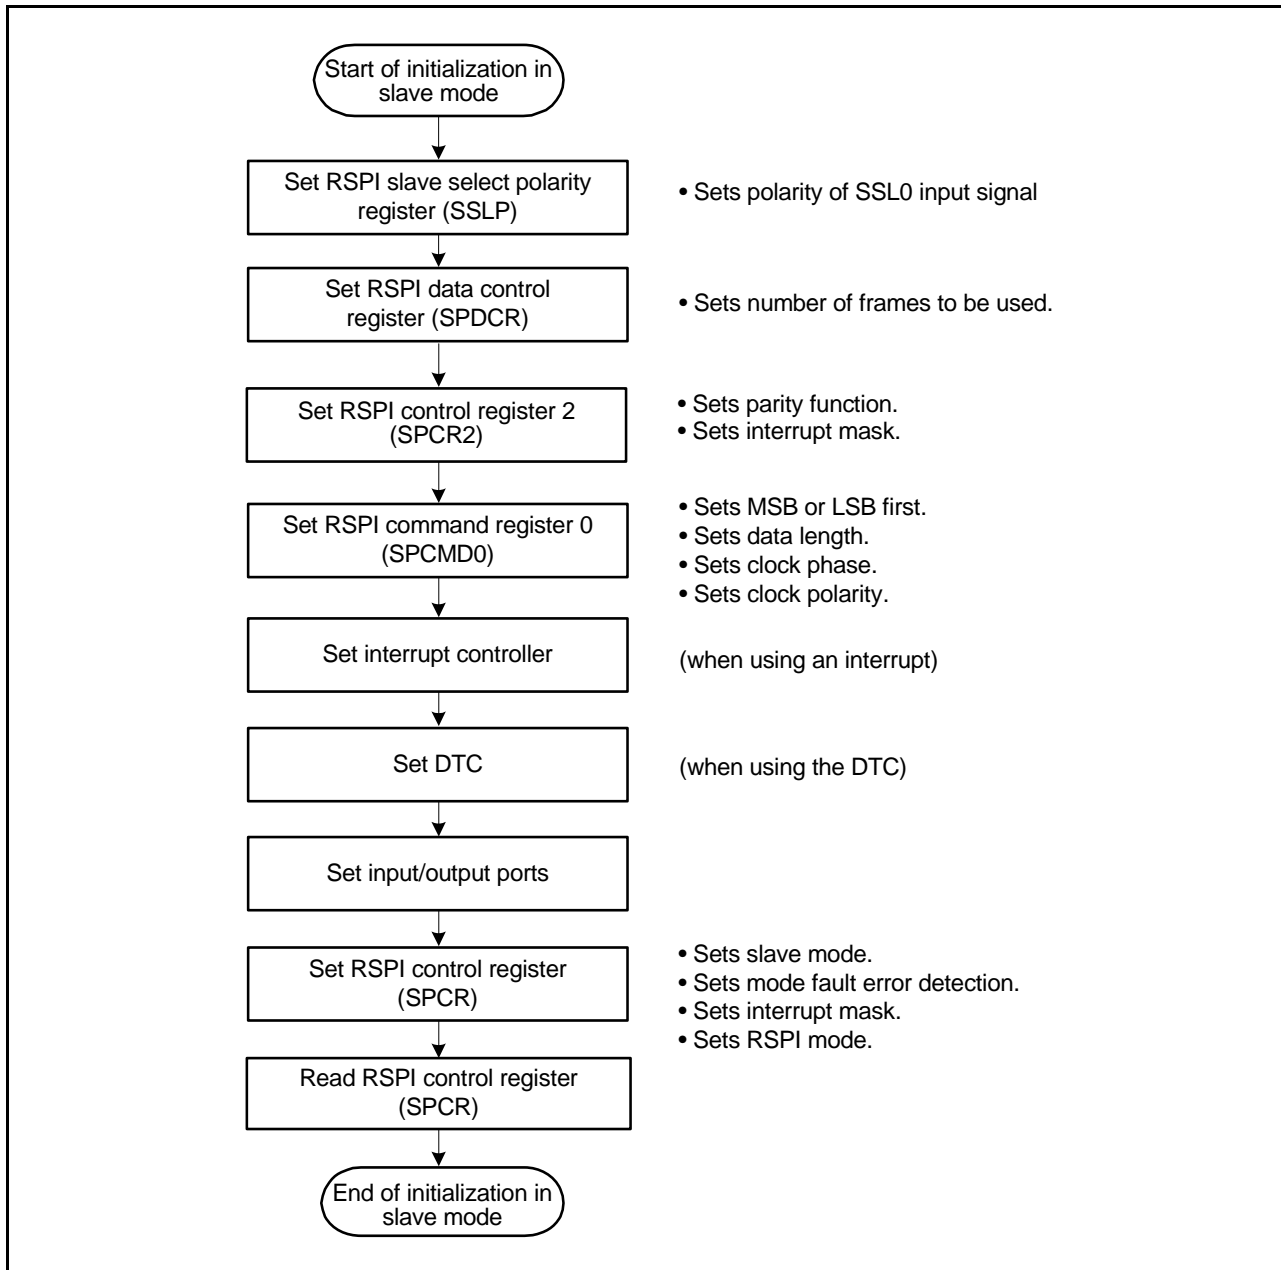 Start of initialization in
slave mode
Set RSPI slave select polarity
register (SSLP)
• Sets polarity of SSL0 input signal
Set RSPI data control
register (SPDCR)
• Sets number of frames to be used.
Set RSPI control register 2
(SPCR2)
• Sets parity function.
• Sets interrupt mask.
Set RSPI command register 0
(SPCMD0)
• Sets MSB or LSB first.
• Sets data length.
• Sets clock phase.
• Sets clock polarity.
Set interrupt controller
(when using an interrupt)
Set DTC
(when using the DTC)
Set input/output ports
Set RSPI control register
(SPCR)
• Sets slave mode.
• Sets mode fault error detection.
• Sets interrupt mask.
• Sets RSPI mode.
Read RSPI control register
(SPCR)
End of initialization in
slave mode